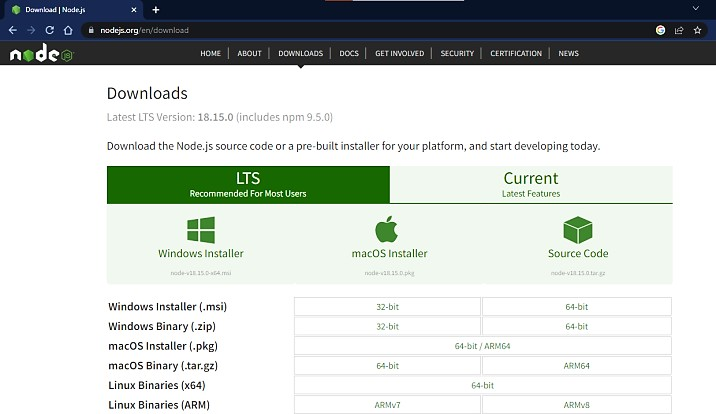 Download | Node.js
nodejs.org/en/download
node JS
HOME ABOUT DOWNLOADS DOCS GET INVOLVED SECURITY CERTIFICATION NEWS
Downloads
Latest LTS Version: 18.15.0 (includes npm 9.5.0)
Download the Node.js source code or a pre-built installer for your platform, and start developing today.
LTS
Recommended For Most Users
Current
Latest Features
Windows Installer
node-v18.15.0-x64.msi
macOS Installer
node-v18.15.0.pkg
Source Code
node-v18.15.0.tar.gz
Windows Installer (.msi) 32-bit 64-bit
Windows Binary (.zip) 32-bit 64-bit
macOS Installer (.pkg) 64-bit / ARM64
macOS Binary (.tar.gz) 64-bit ARM64
Linux Binaries (x64) 64-bit
Linux Binaries (ARM) ARMv7 ARMv8